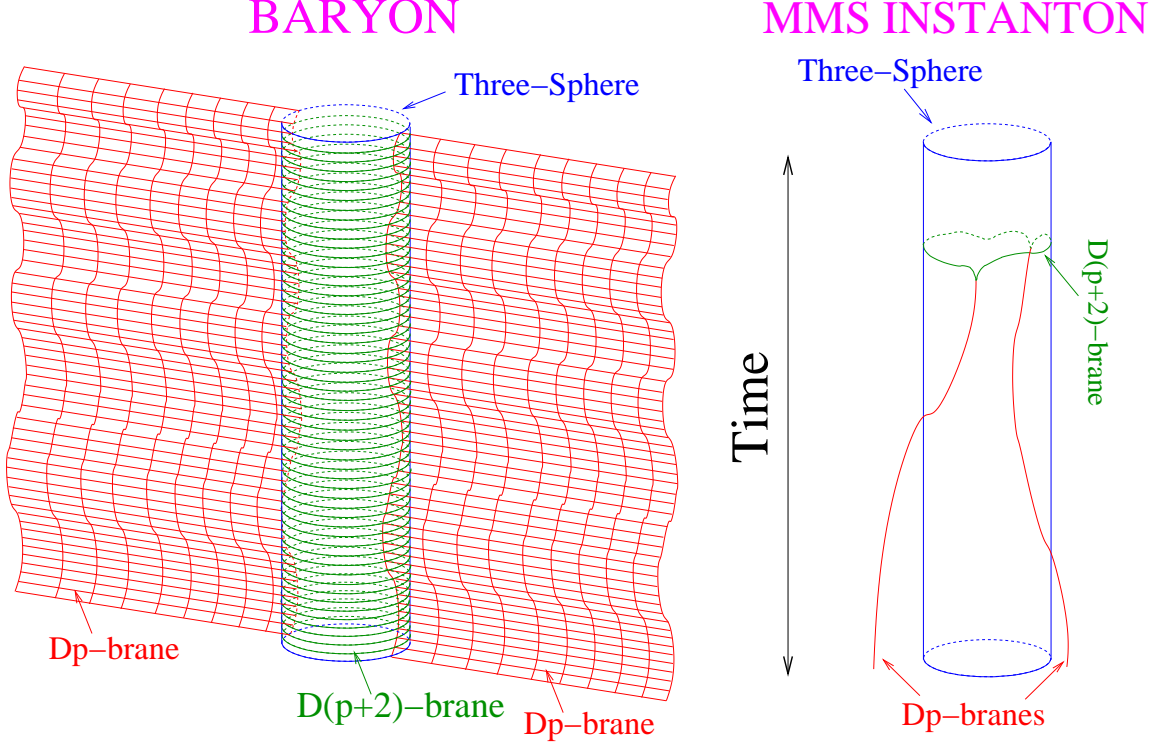 BARYON
MMS INSTANTON
Three−Sphere
Three−Sphere
D(p+2)−brane
Time
Dp−brane
D(p+2)−brane
Dp−brane
Dp−branes